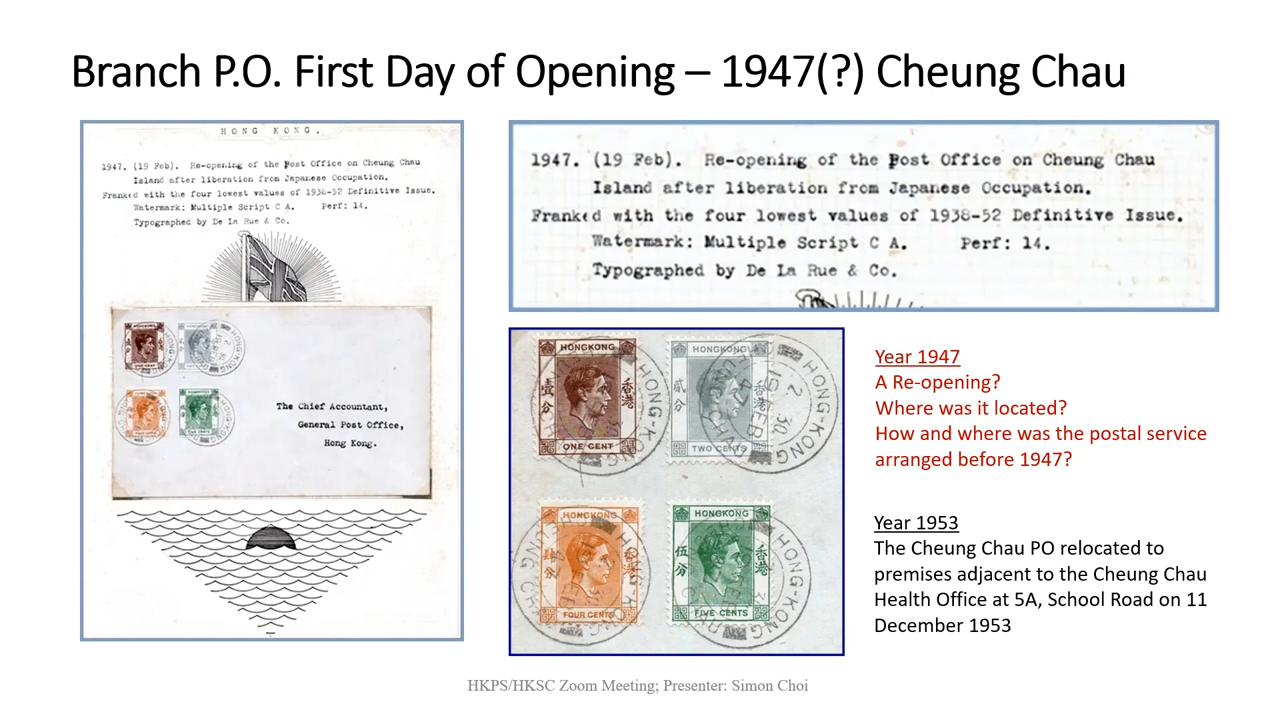 Branch P.O. First Day of Opening – 1947(?) Cheung Chau
HONG KONG.
1947. (19 Feb). Re-opening of the Post Office on Cheung Chau
Island after liberation from Japanese Occupation.
Franked with the four lowest values of 1938-52 Definitive Issue.
Watermark: Multiple Script C A. Perf: 14.
Typographed by De La Rue & Co.
The Chief Accountant,
General Post Office,
Hong Kong.
1947. (19 Feb). Re-opening of the Post Office on Cheung Chau
Island after liberation from Japanese Occupation.
Franked with the four lowest values of 1938-52 Definitive Issue.
Watermark: Multiple Script C A. Perf: 14.
Typographed by De La Rue & Co.
HONGKONG
壹分
香港
ONE CENT
HONG-K
HONGKONG
貳分
香港
TWO CENTS
HONG-KONG
HONGKONG
FOUR CENTS
HONG-K
HONGKONG
伍分
香港
FIVE CENTS
HONG-KONG
Year 1947
A Re-opening?
Where was it located?
How and where was the postal service
arranged before 1947?
Year 1953
The Cheung Chau PO relocated to
premises adjacent to the Cheung Chau
Health Office at 5A, School Road on 11
December 1953
HKPS/HKSC Zoom Meeting; Presenter: Simon Choi